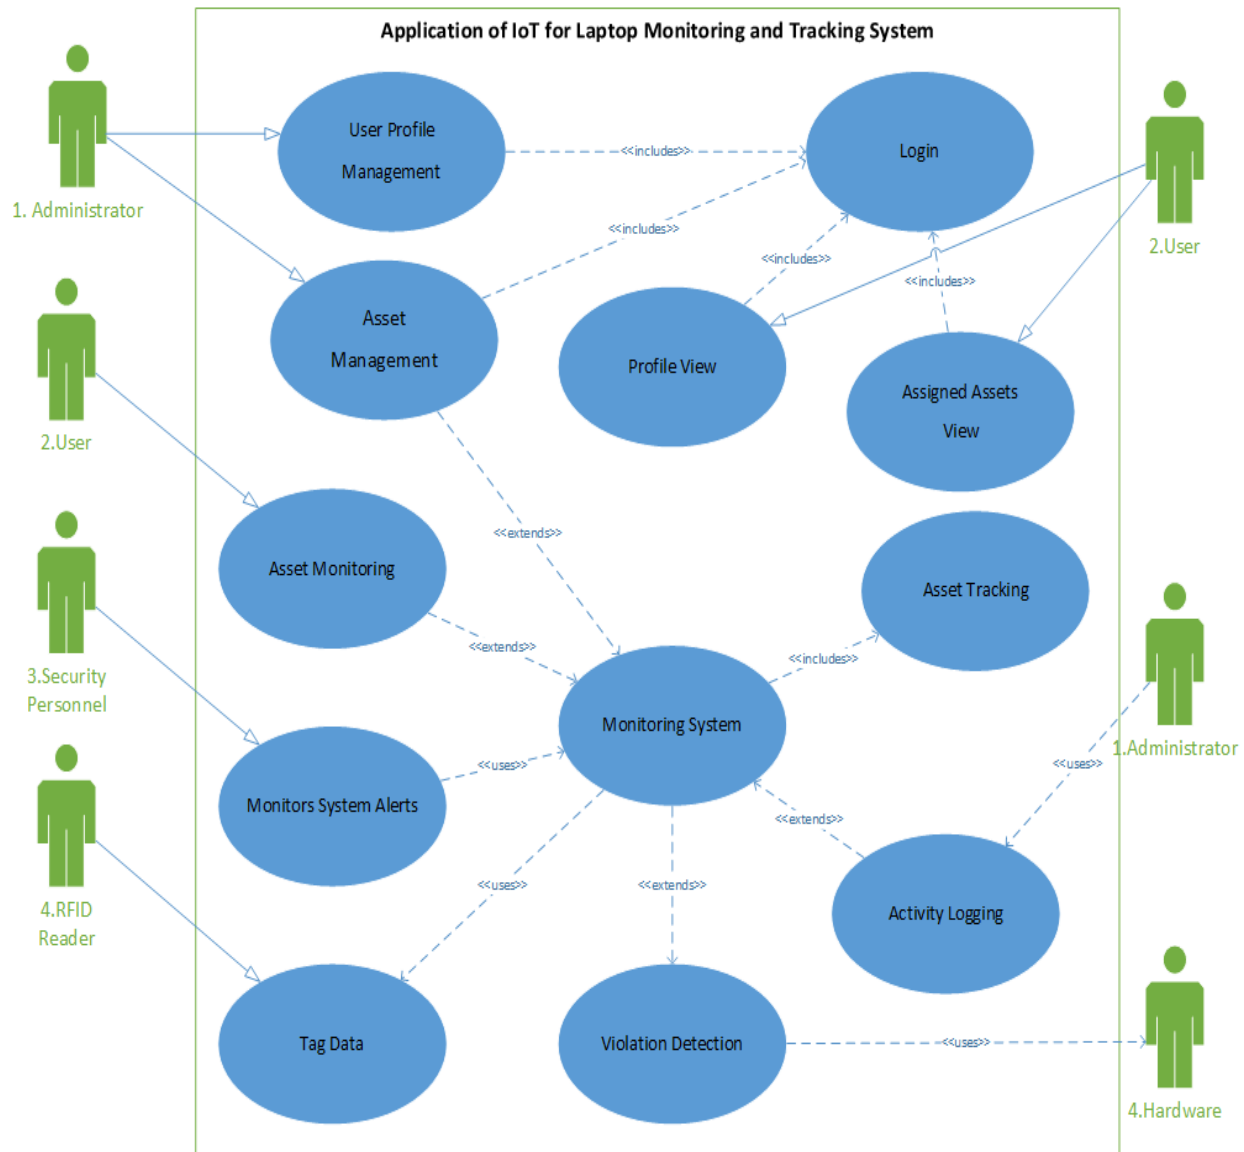 Application of IoT for Laptop Monitoring and Tracking System
User Profile
Management
<<includes>>
Login
1. Administrator
<<includes>>
2.User
<<includes>>
<<includes>>
Asset
Management
Profile View
Assigned Assets
View
2.User
<<extends>>
Asset Monitoring
Asset Tracking
<<extends>>
<<includes>>
3.Security
Personnel
Monitoring System
1.Administrator
<<uses>>
<<uses>>
Monitors System Alerts
<<extends>>
<<uses>>
<<extends>>
Activity Logging
4.RFID
Reader
Tag Data
Violation Detection
<<uses>>
4.Hardware